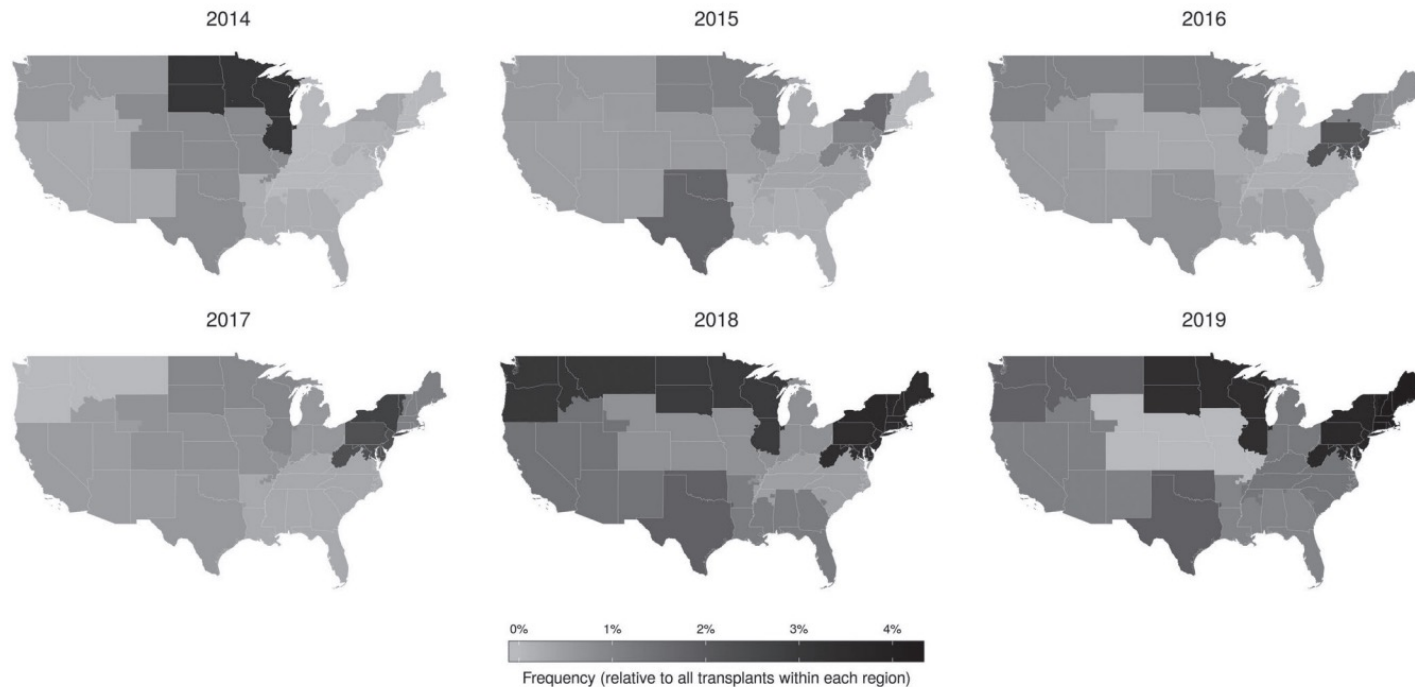 2014 2015 2016
2017 2018 2019
0% 1% 2% 3% 4%
Frequency (relative to all transplants within each region)